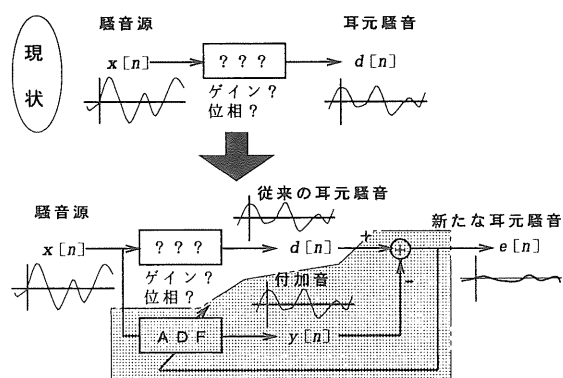 現状
騒音源
耳元騒音
x[n]
???
d[n]
ゲイン?
位相?
従来の耳元騒音
騒音源
新たな耳元騒音
x[n]
???
d[n]
+
+
e[n]
ゲイン?
位相?
付加音
-
ADF
y[n]